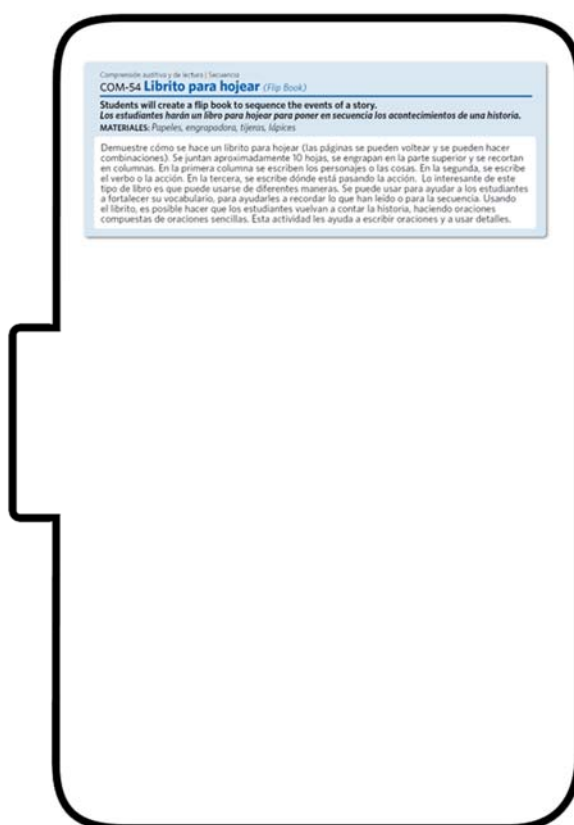 Comprensión auditiva y de lectura | Secuencia
COM-54 Librito para hojear (Flip Book)
Students will create a flip book to sequence the events of a story.
Los estudiantes harán un libro para hojear para poner en secuencia los acontecimientos de una historia.
MATERIALES: Papeles, engrapadora, tijeras, lápices
Demuestre cómo se hace un librito para hojear (las páginas se pueden voltear y se pueden hacer
combinaciones). Se juntan aproximadamente 10 hojas, se engrapan en la parte superior y se recortan
en columnas. En la primera columna se escriben los personajes o las cosas. En la segunda, se escribe
el verbo o la acción. En la tercera, se escribe dónde está pasando la acción. Lo interesante de este
tipo de libro es que puede usarse de diferentes maneras. Se puede usar para ayudar a los estudiantes
a fortalecer su vocabulario, para ayudarles a recordar lo que han leído o para la secuencia. Usando
el librito, es posible hacer que los estudiantes vuelvan a contar la historia, haciendo oraciones
compuestas de oraciones sencillas. Esta actividad les ayuda a escribir oraciones y a usar detalles.